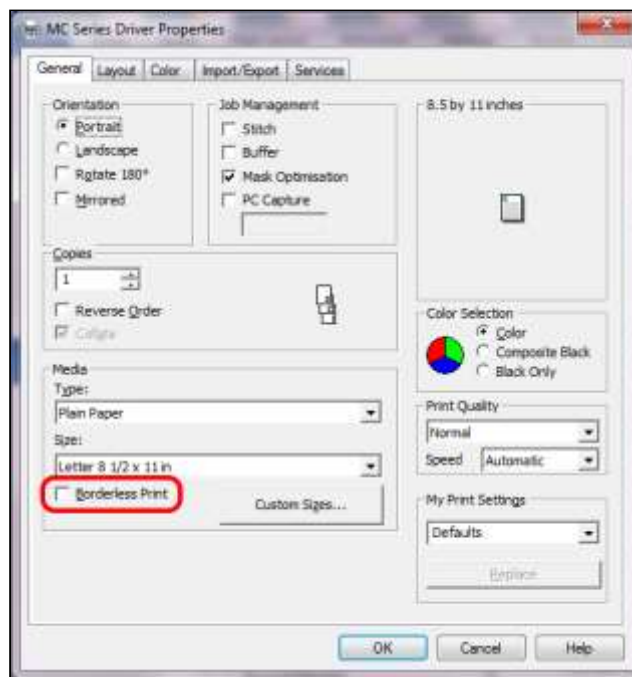 MC Series Driver Properties
General Layout Color Import/Export Services
Orientation
Portrait
Landscape
Rotate 180°
Mirrored
Job Management
Stitch
Buffer
Mask Optimisation
PC Capture
8.5 by 11 inches
Copies
1
Reverse Order
Collate
Color Selection
Color
Composite Black
Black Only
Media
Type:
Plain Paper
Size:
Letter 8 1/2 x 11 in
Borderless Print
Custom Sizes...
Print Quality
Normal
Speed Automatic
My Print Settings
Defaults
Replace
OK Cancel Help